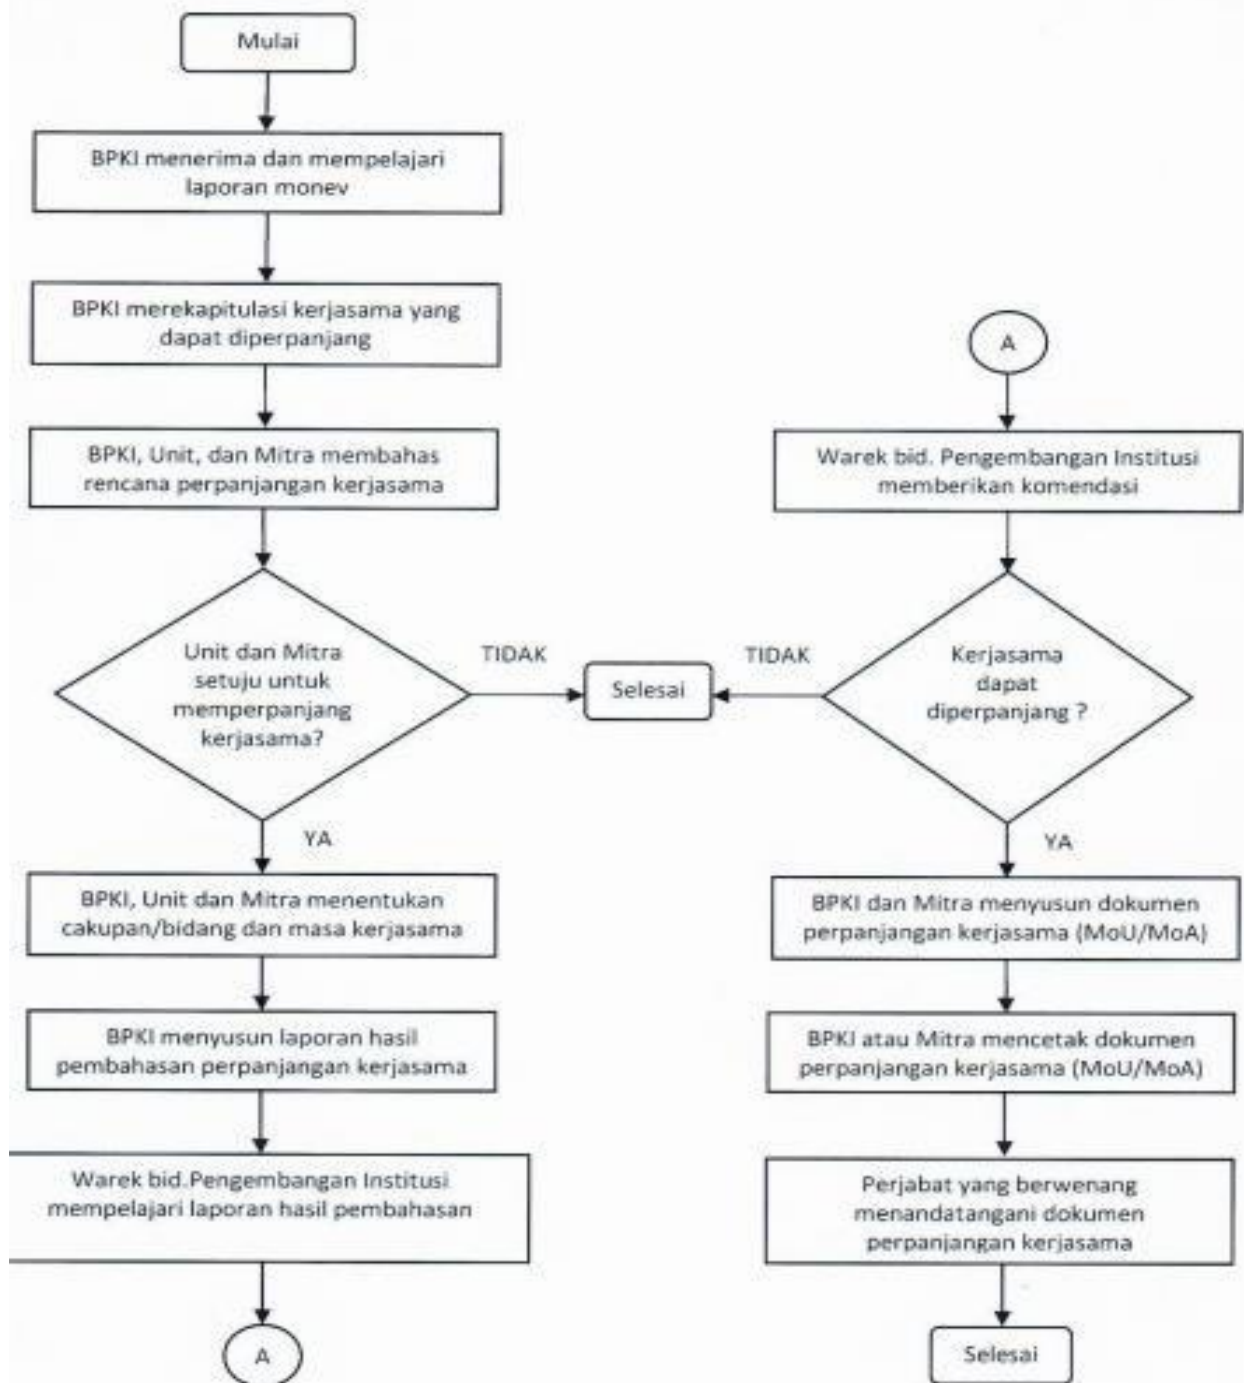 Mulai
BPKI menerima dan mempelajari
laporan monev
BPKI merekapitulasi kerjasama yang
dapat diperpanjang
BPKI, Unit, dan Mitra membahas
rencana perpanjangan kerjasama
Unit dan Mitra
setuju untuk
memperpanjang
kerjasama?
TIDAK
Selesai
YA
BPKI, Unit dan Mitra menentukan
cakupan/bidang dan masa kerjasama
BPKI menyusun laporan hasil
pembahasan perpanjangan kerjasama
Warek bid.Pengembangan Institusi
mempelajari laporan hasil pembahasan
A
A
Warek bid. Pengembangan Institusi
memberikan komendasi
Kerjasama
dapat
diperpanjang ?
TIDAK
YA
BPKI dan Mitra menyusun dokumen
perpanjangan kerjasama (MoU/MoA)
BPKI atau Mitra mencetak dokumen
perpanjangan kerjasama (MoU/MoA)
Perjabat yang berwenang
menandatangani dokumen
perpanjangan kerjasama
Selesai